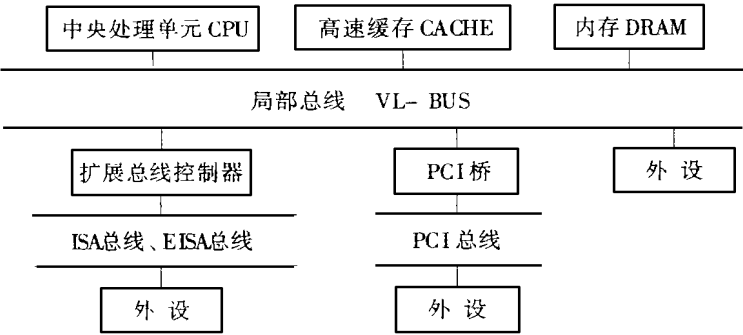 中央处理单元 CPU 高速缓存 CACHE 内存 DRAM
局部总线 VL- BUS
扩展总线控制器 PCI 桥 外 设
ISA总线、EISA总线 PCI 总线
外 设 外 设